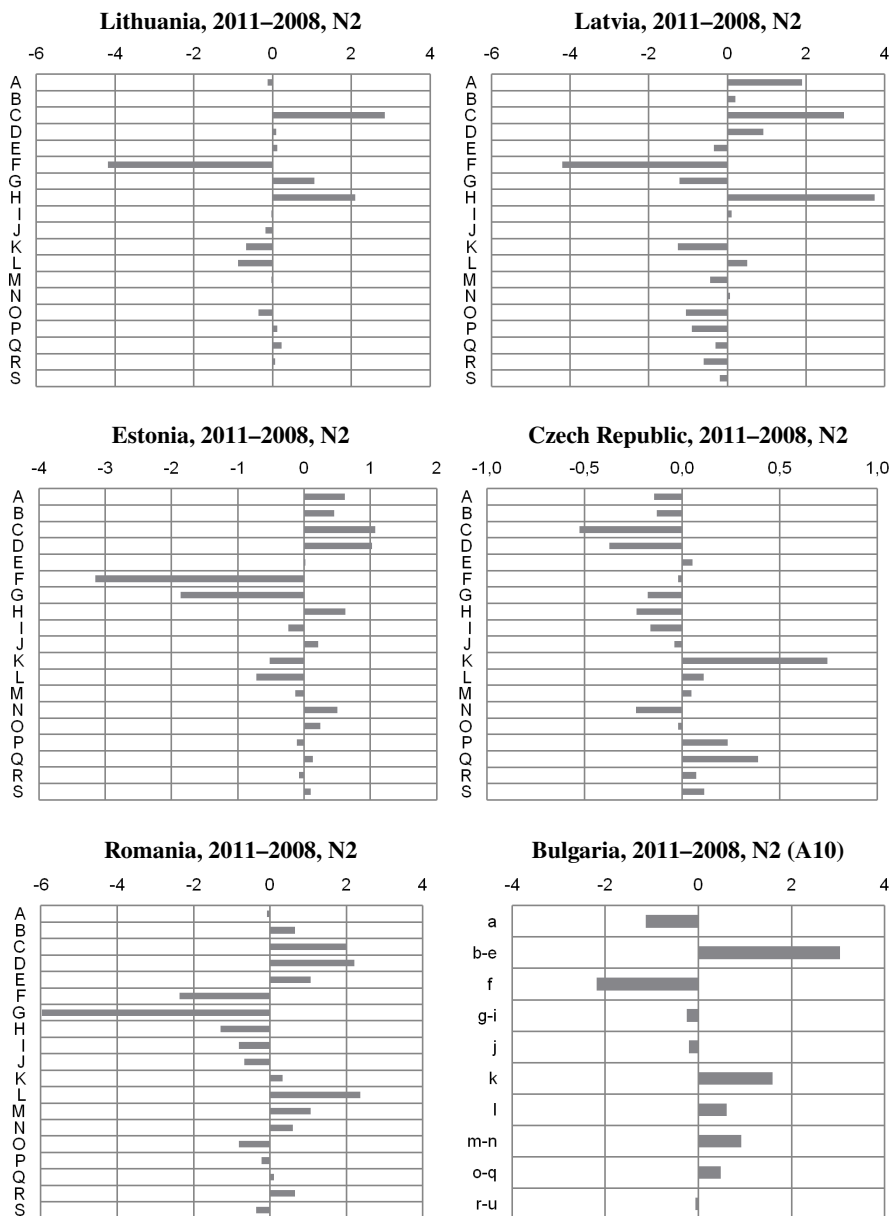 Lithuania, 2011–2008, N2
-6 -4 -2 0 2 4
A
B
C
D
E
F
G
H
I
J
K
L
M
N
O
P
Q
R
S
Latvia, 2011–2008, N2
-6 -4 -2 0 2 4
A
B
C
D
E
F
G
H
I
J
K
L
M
N
O
P
Q
R
S
Estonia, 2011–2008, N2
-4 -3 -2 -1 0 1 2
A
B
C
D
E
F
G
H
I
J
K
L
M
N
O
P
Q
R
S
Czech Republic, 2011–2008, N2
-1,0 -0,5 0,0 0,5 1,0
A
B
C
D
E
F
G
H
I
J
K
L
M
N
O
P
Q
R
S
Romania, 2011–2008, N2
-6 -4 -2 0 2 4
A
B
C
D
E
F
G
H
I
J
K
L
M
N
O
P
Q
R
S
Bulgaria, 2011–2008, N2 (A10)
-4 -2 0 2 4
a
b-e
f
g-i
j
k
l
m-n
o-q
r-u